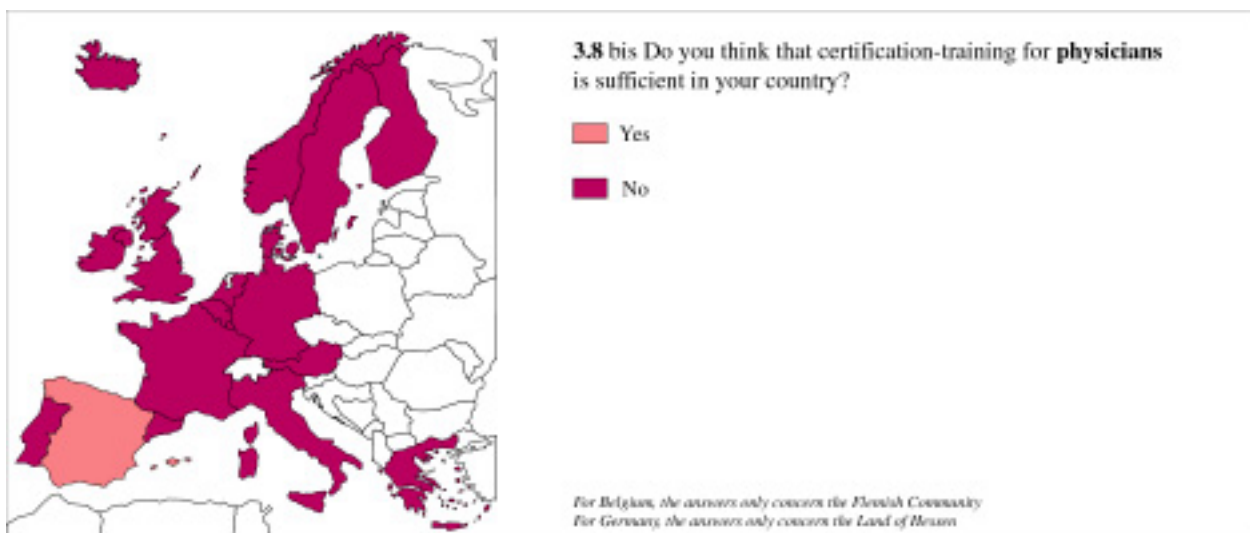 3.8 bis Do you think that certification-training for physicians
is sufficient in your country?
Yes
No
For Belgium, the answers only concern the Flemish Community
For Germany, the answers only concern the Land of Hessen